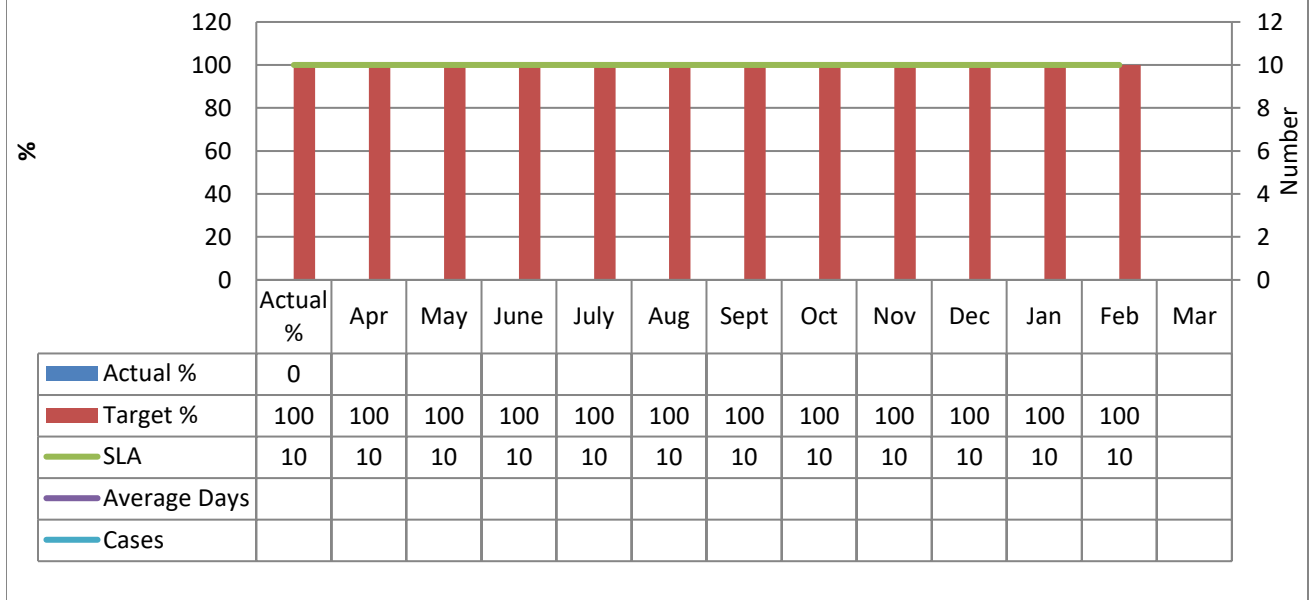 120
100
80
60
40
20
0
%
12
10
8
6
4
2
0
Number
Actual % Apr May June July Aug Sept Oct Nov Dec Jan Feb Mar
Actual % 0
Target % 100 100 100 100 100 100 100 100 100 100 100 100
SLA 10 10 10 10 10 10 10 10 10 10 10 10
Average Days
Cases